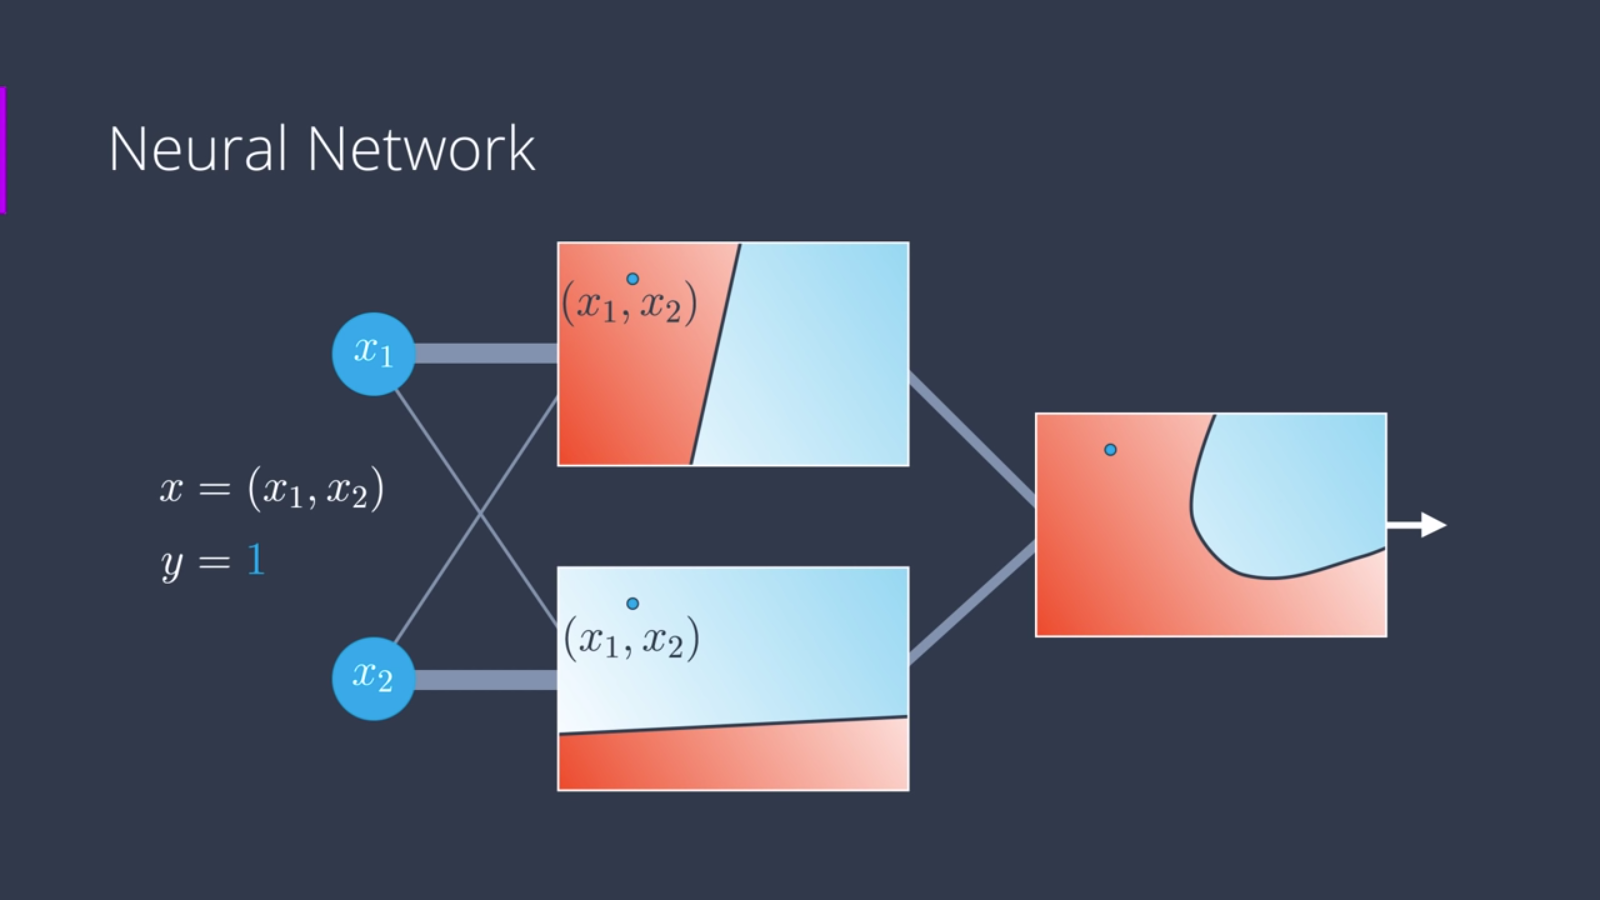 Neural Network
(x₁, x₂)
x₁
x = (x₁, x₂)
y = 1
(x₁, x₂)
x₂